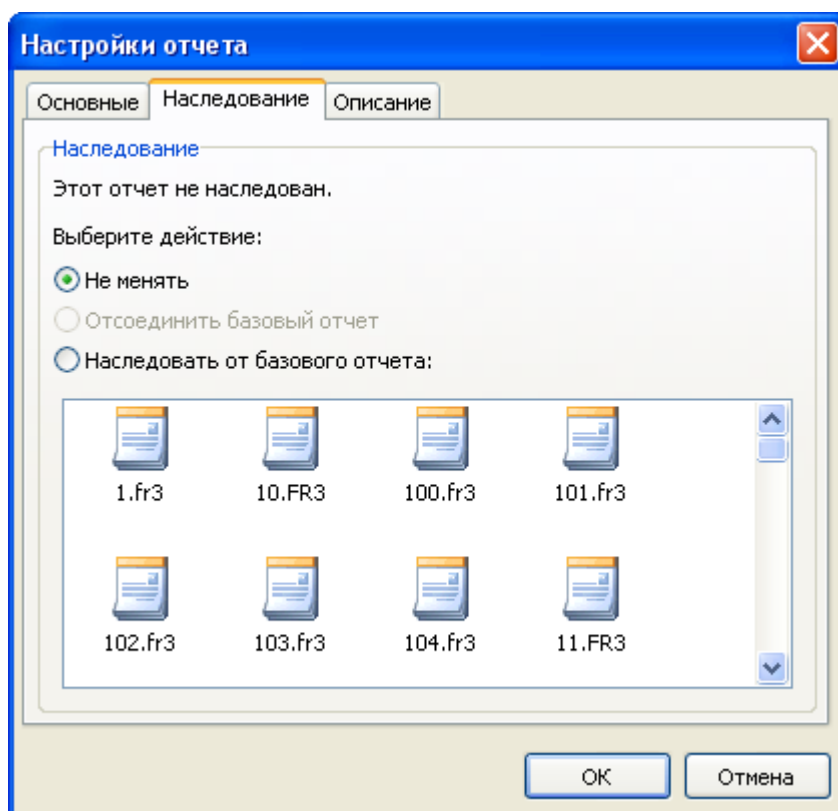 Настройки отчета
Основные Наследование Описание
Наследование
Этот отчет не наследован.
Выберите действие:
Не менять
Отсоединить базовый отчет
Наследовать от базового отчета:
1.fr3 10.FR3 100.fr3 101.fr3
102.fr3 103.fr3 104.fr3 11.FR3
ОК Отмена